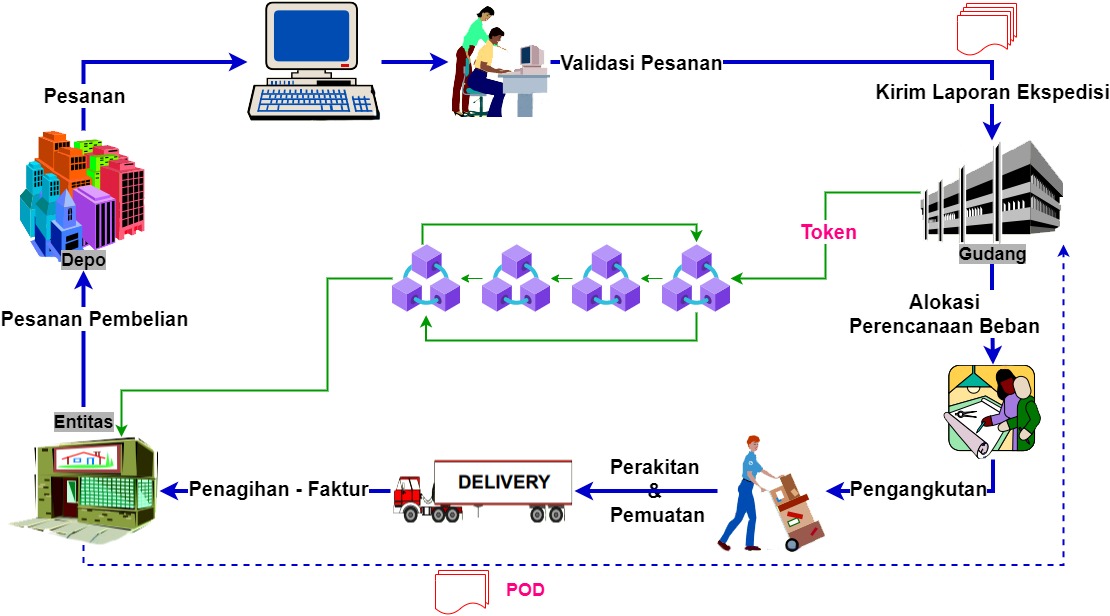 Validasi Pesanan
Pesanan
Kirim Laporan Ekspedisi
Token
Depo
Gudang
Pesanan Pembelian
Alokasi
Perencanaan Beban
Entitas
Perakitan
&
Pemuatan
DELIVERY
Penagihan - Faktur
Pengangkutan
POD